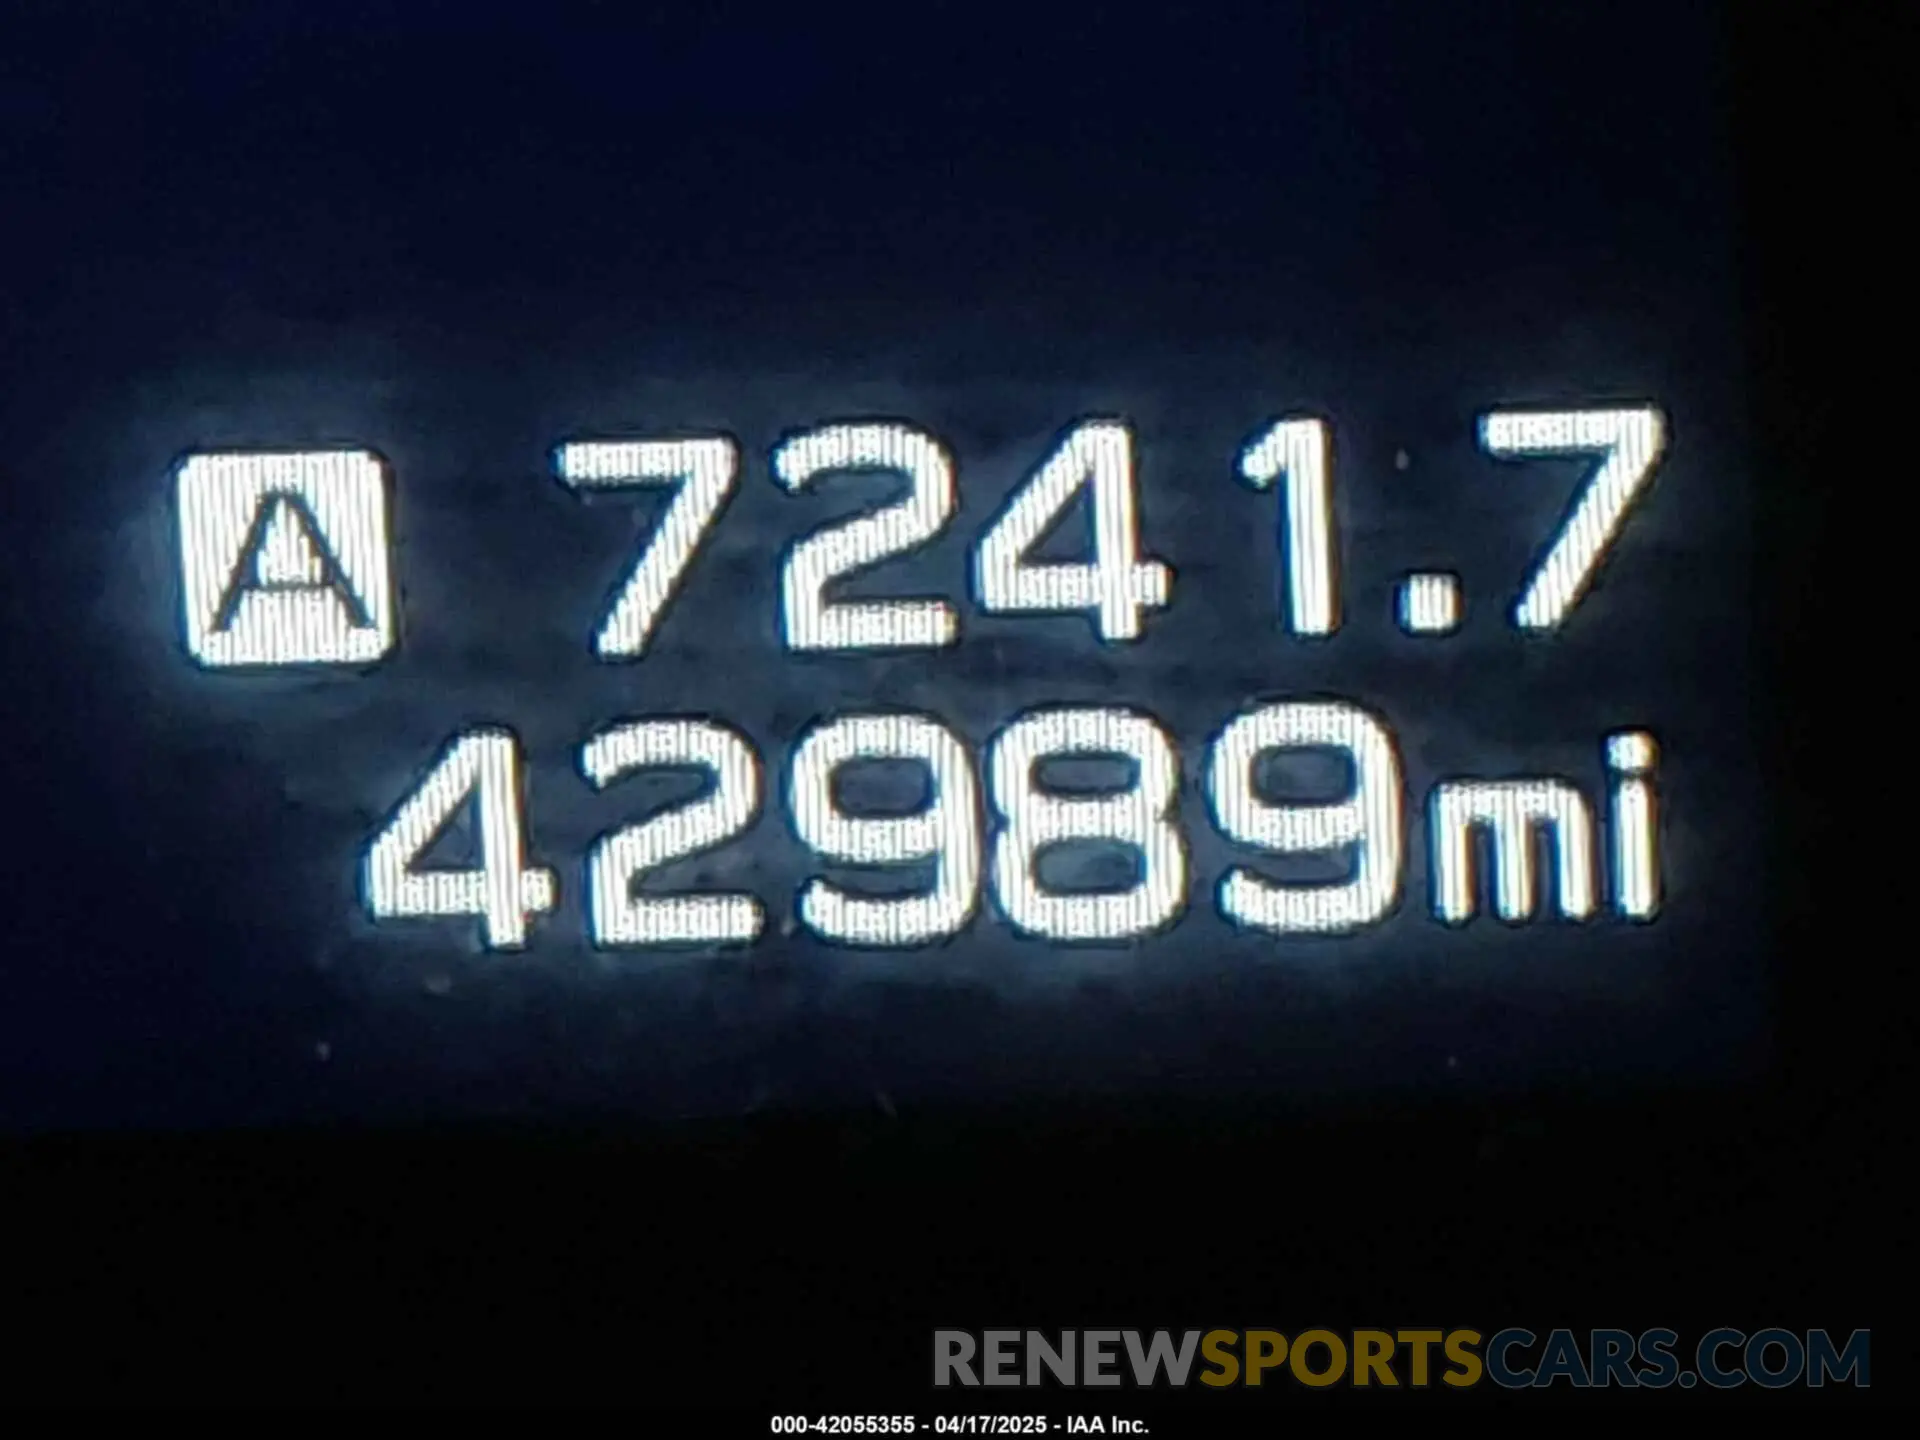 A 7241.7
42989mi
RENEWSPORTSCARS.COM
000-42055355 - 04/17/2025 - IAA Inc.